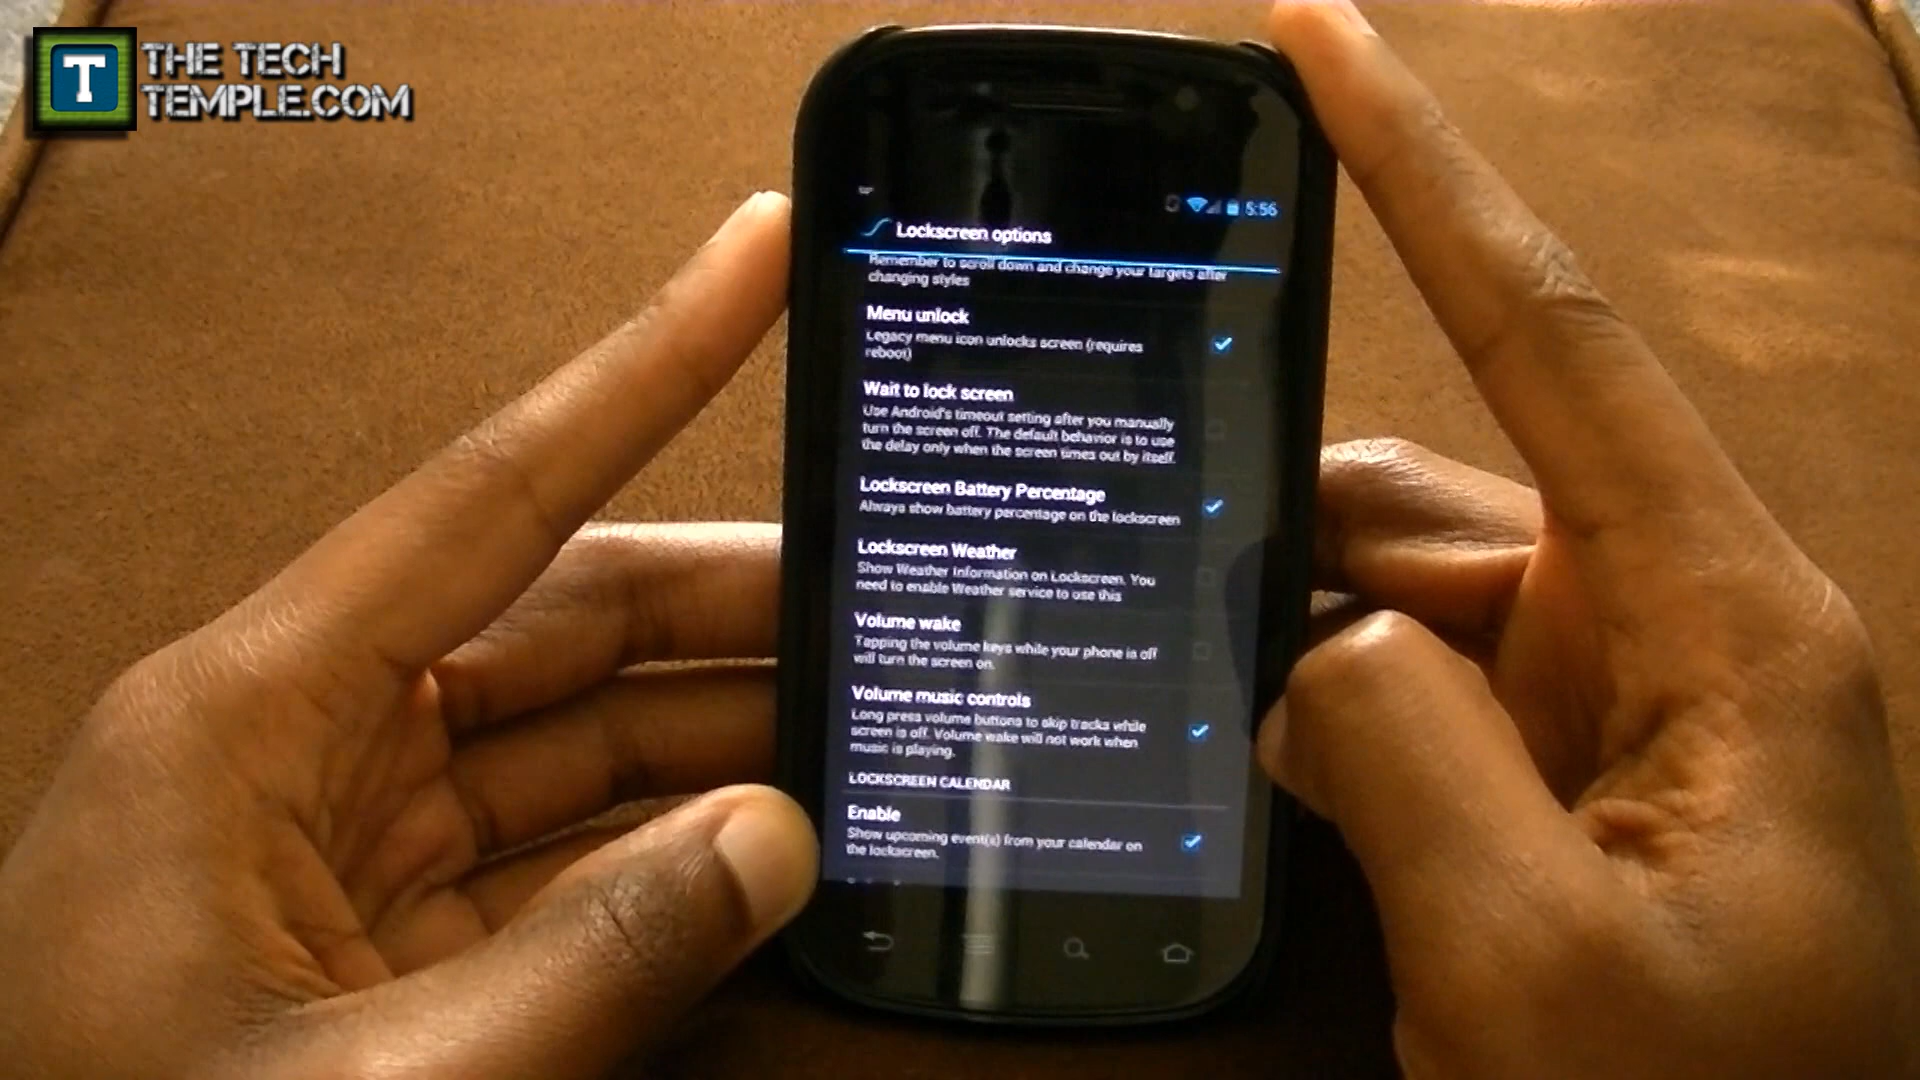 T
THE TECH
TEMPLE.COM
5:56
Lockscreen options
Remember to scroll down and change your targets after
changing styles
Menu unlock
Legacy menu icon unlocks screen (requires
reboot)
Wait to lock screen
Use Android's timeout setting after you manually
turn the screen off. The default behavior is to use
the delay only when the screen times out by itself.
Lockscreen Battery Percentage
Always show battery percentage on the lockscreen
Lockscreen Weather
Show Weather Information on Lockscreen. You
need to enable Weather service to use this
Volume wake
Tapping the volume keys while your phone is off
will turn the screen on.
Volume music controls
Long press volume buttons to skip tracks while
screen is off. Volume wake will not work when
music is playing.
LOCKSCREEN CALENDAR
Enable
Show upcoming event(s) from your calendar on
the lockscreen.